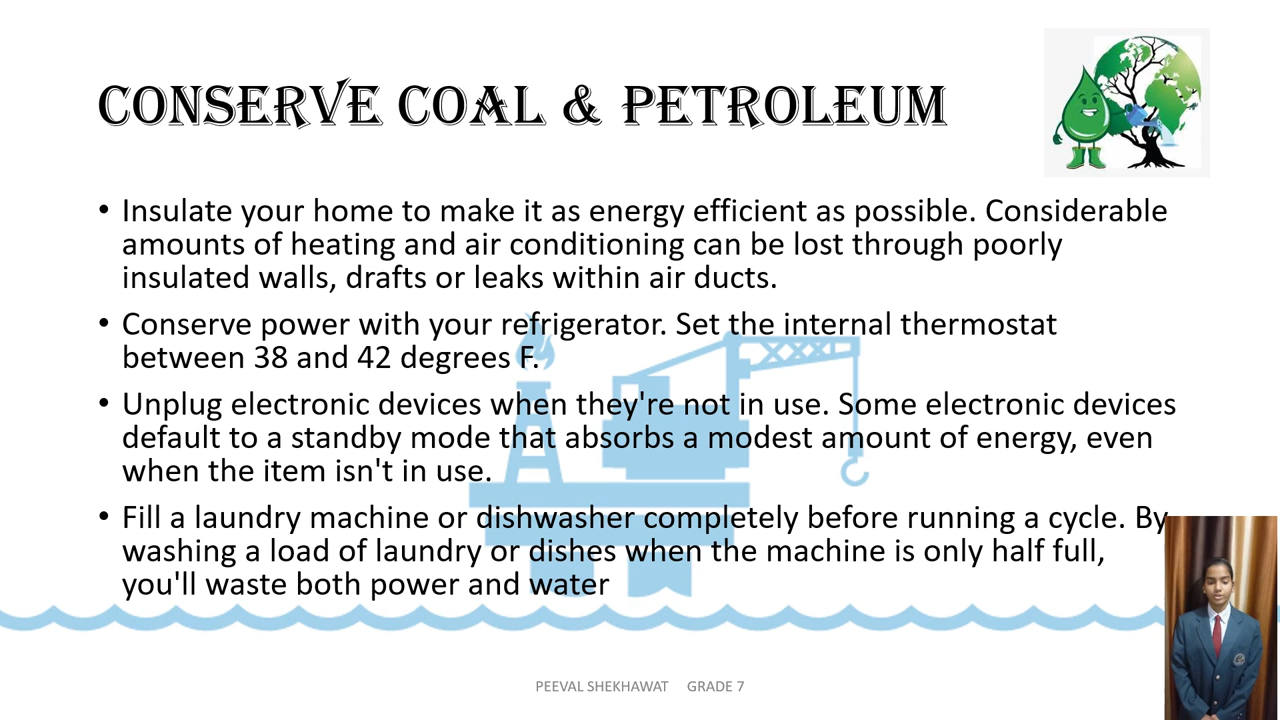 CONSERVE COAL & PETROLEUM
• Insulate your home to make it as energy efficient as possible. Considerable
amounts of heating and air conditioning can be lost through poorly
insulated walls, drafts or leaks within air ducts.
• Conserve power with your refrigerator. Set the internal thermostat
between 38 and 42 degrees F.
• Unplug electronic devices when they're not in use. Some electronic devices
default to a standby mode that absorbs a modest amount of energy, even
when the item isn't in use.
• Fill a laundry machine or dishwasher completely before running a cycle. By
washing a load of laundry or dishes when the machine is only half full,
you'll waste both power and water
PEEVAL SHEKHAWAT GRADE 7